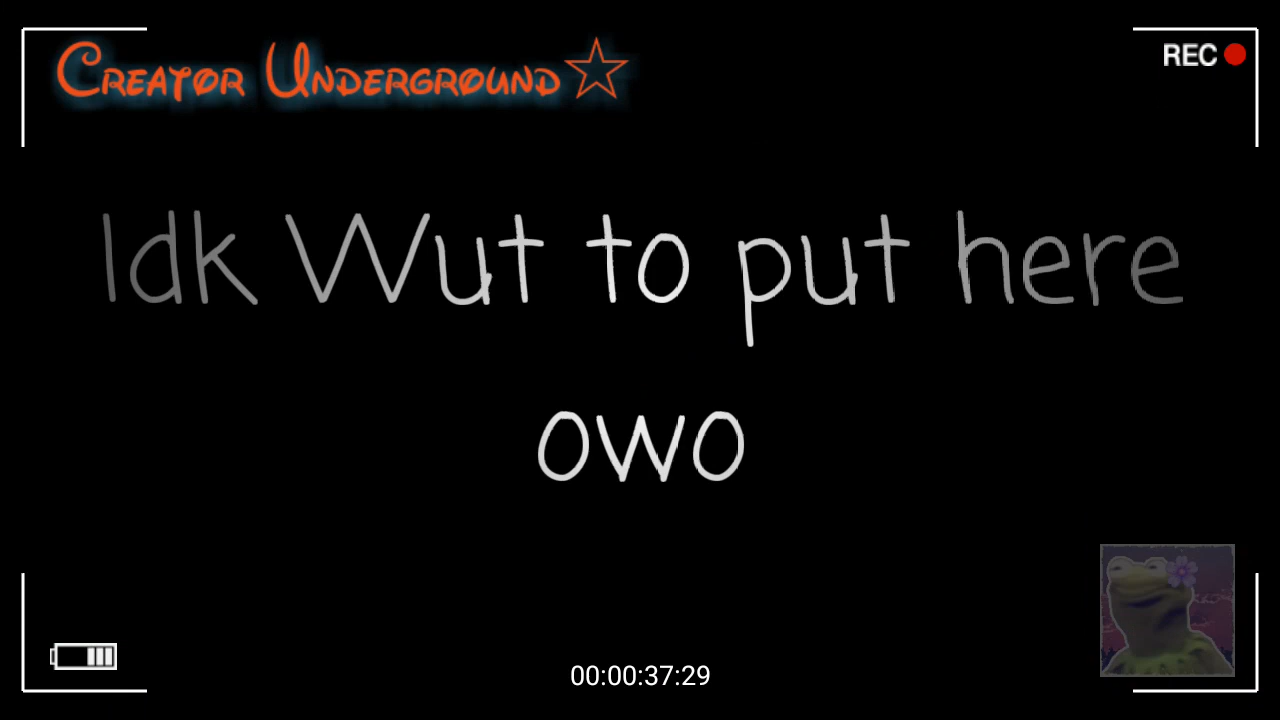 Creator Underground☆
REC
Idk Wut to put here
owo
00:00:37:29